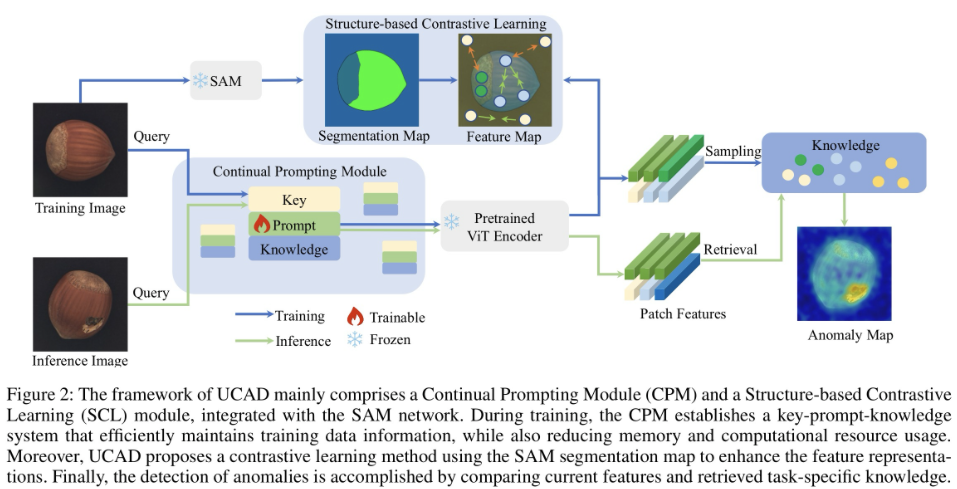 Structure-based Contrastive Learning
SAM
Segmentation Map
Feature Map
Training Image
Query
Continual Prompting Module
Key
Prompt
Knowledge
Pretrained
ViT Encoder
Sampling
Knowledge
Retrieval
Patch Features
Anomaly Map
Query
Inference Image
Training
Trainable
Inference
Frozen
Figure 2: The framework of UCAD mainly comprises a Continual Prompting Module (CPM) and a Structure-based Contrastive
Learning (SCL) module, integrated with the SAM network. During training, the CPM establishes a key-prompt-knowledge
system that efficiently maintains training data information, while also reducing memory and computational resource usage.
Moreover, UCAD proposes a contrastive learning method using the SAM segmentation map to enhance the feature representa-
tions. Finally, the detection of anomalies is accomplished by comparing current features and retrieved task-specific knowledge.